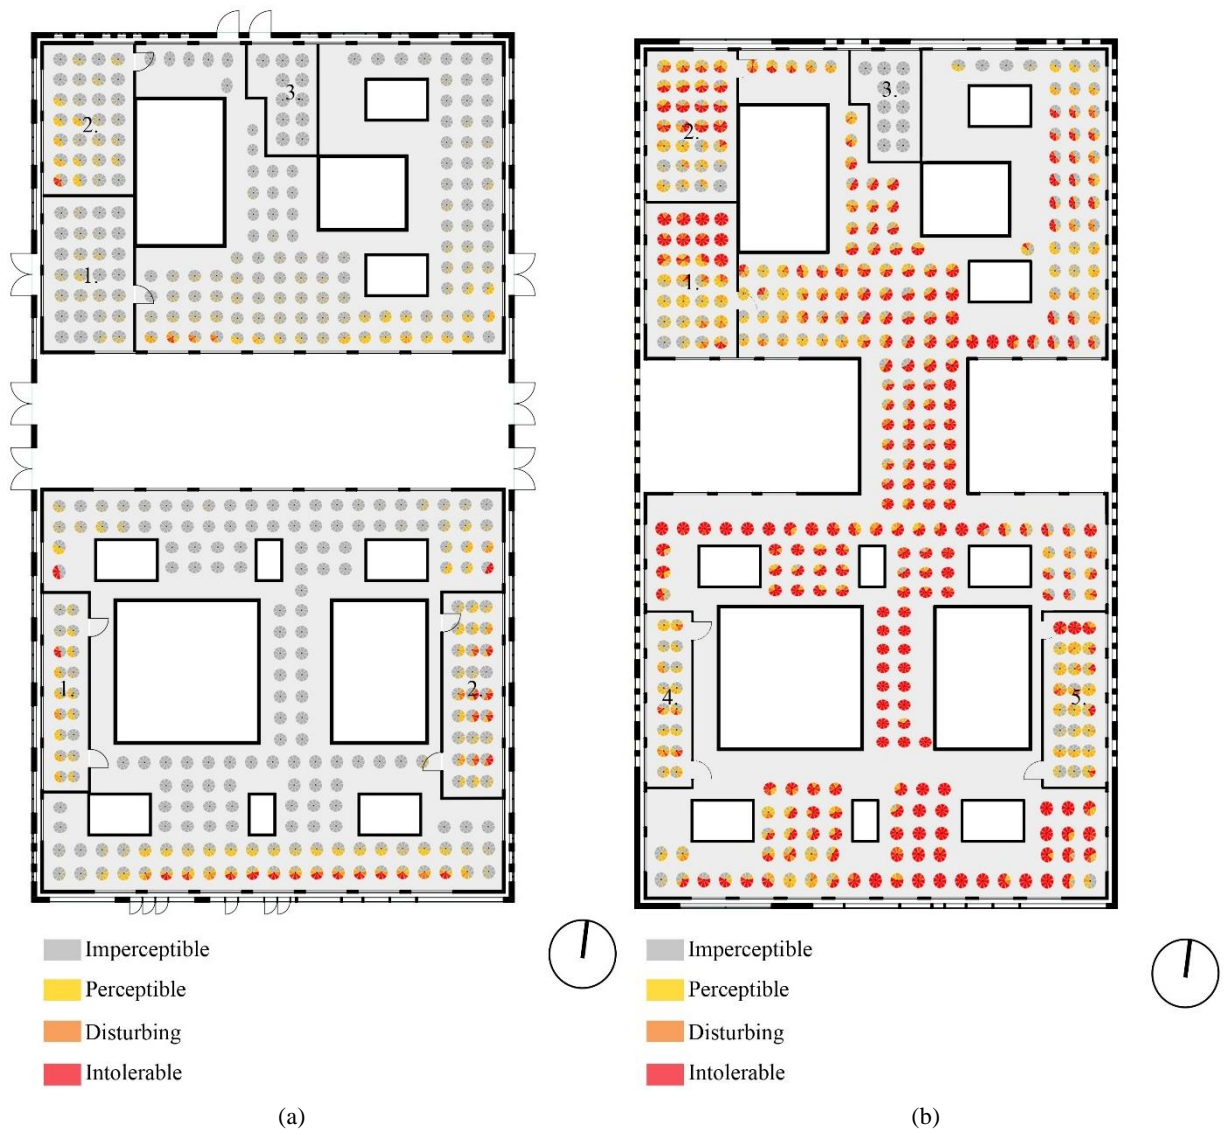 3.
2.
1.
1.
2.
Imperceptible
Perceptible
Disturbing
Intolerable
(a)
3.
2.
1.
4.
5.
Imperceptible
Perceptible
Disturbing
Intolerable
(b)